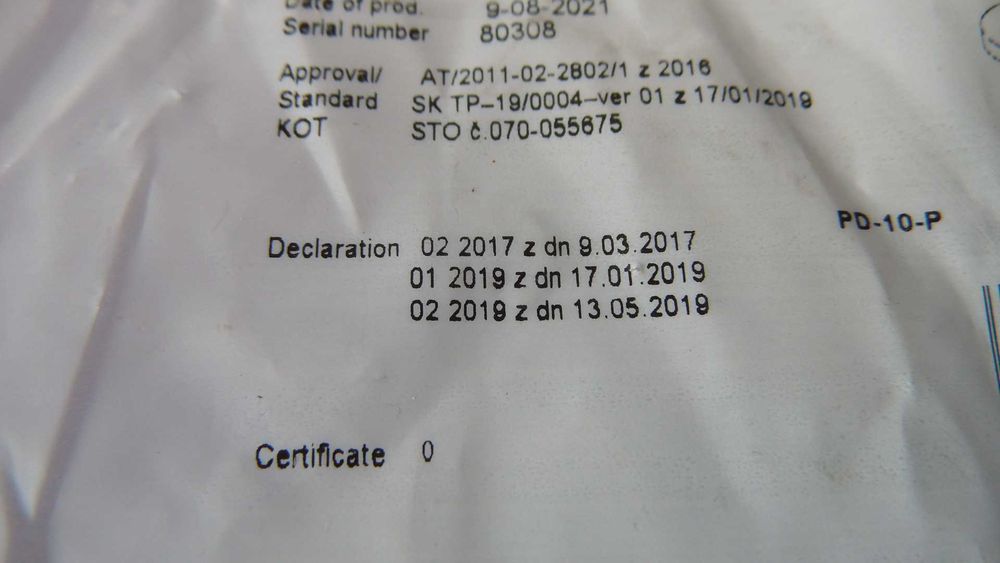 Date of prod. 9-08-2021
Serial number 80308
Approval/ AT/2011-02-2802/1 z 2016
Standard SK TP-19/0004-ver 01 z 17/01/2019
KOT STO č.070-055675
PD-10-P
Declaration 02 2017 z dn 9.03.2017
01 2019 z dn 17.01.2019
02 2019 z dn 13.05.2019
Certificate 0